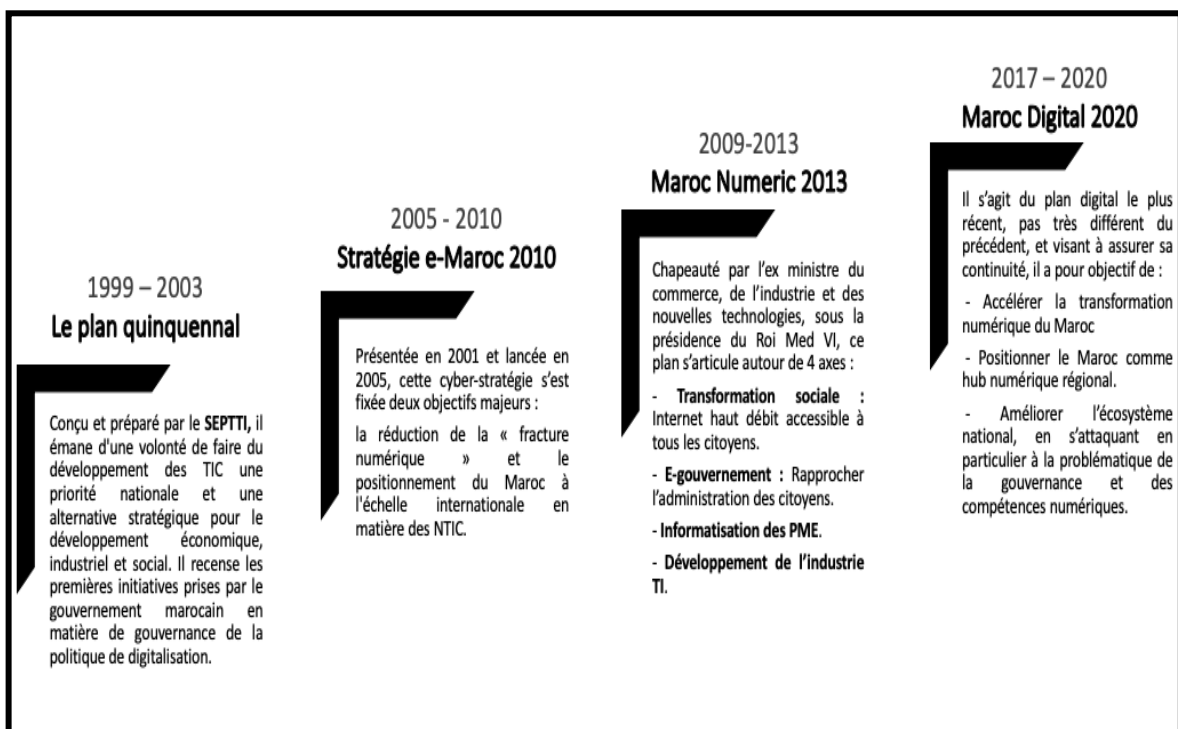 1999 – 2003
Le plan quinquennal
Conçu et préparé par le SEPTTI, il
émane d'une volonté de faire du
développement des TIC une
priorité nationale et une
alternative stratégique pour le
développement économique,
industriel et social. Il recense les
premières initiatives prises par le
gouvernement marocain en
matière de gouvernance de la
politique de digitalisation.
2005 - 2010
Stratégie e-Maroc 2010
Présentée en 2001 et lancée en
2005, cette cyber-stratégie s'est
fixée deux objectifs majeurs :
la réduction de la « fracture
numérique » et le
positionnement du Maroc à
l'échelle internationale en
matière des NTIC.
2009-2013
Maroc Numeric 2013
Chapeauté par l'ex ministre du
commerce, de l'industrie et des
nouvelles technologies, sous la
présidence du Roi Med VI, ce
plan s'articule autour de 4 axes :
- Transformation sociale :
Internet haut débit accessible à
tous les citoyens.
- E-gouvernement : Rapprocher
l'administration des citoyens.
- Informatisation des PME.
- Développement de l'industrie
TI.
2017 – 2020
Maroc Digital 2020
Il s'agit du plan digital le plus
récent, pas très différent du
précédent, et visant à assurer sa
continuité, il a pour objectif de :
- Accélérer la transformation
numérique du Maroc
- Positionner le Maroc comme
hub numérique régional.
- Améliorer l'écosystème
national, en s'attaquant en
particulier à la problématique de
la gouvernance et des
compétences numériques.